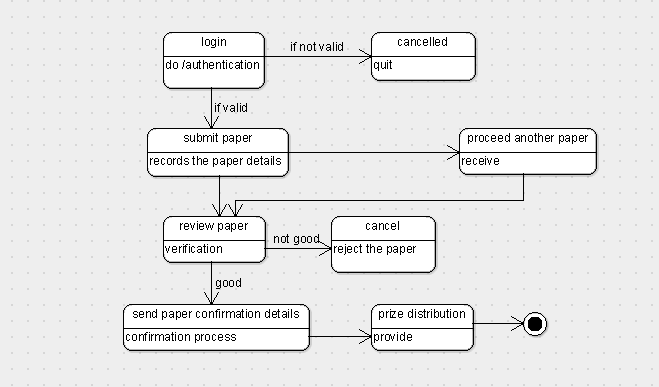 login
do /authentication
if not valid
cancelled
quit
if valid
submit paper
records the paper details
proceed another paper
receive
review paper
verification
not good
cancel
reject the paper
good
send paper confirmation details
confirmation process
prize distribution
provide